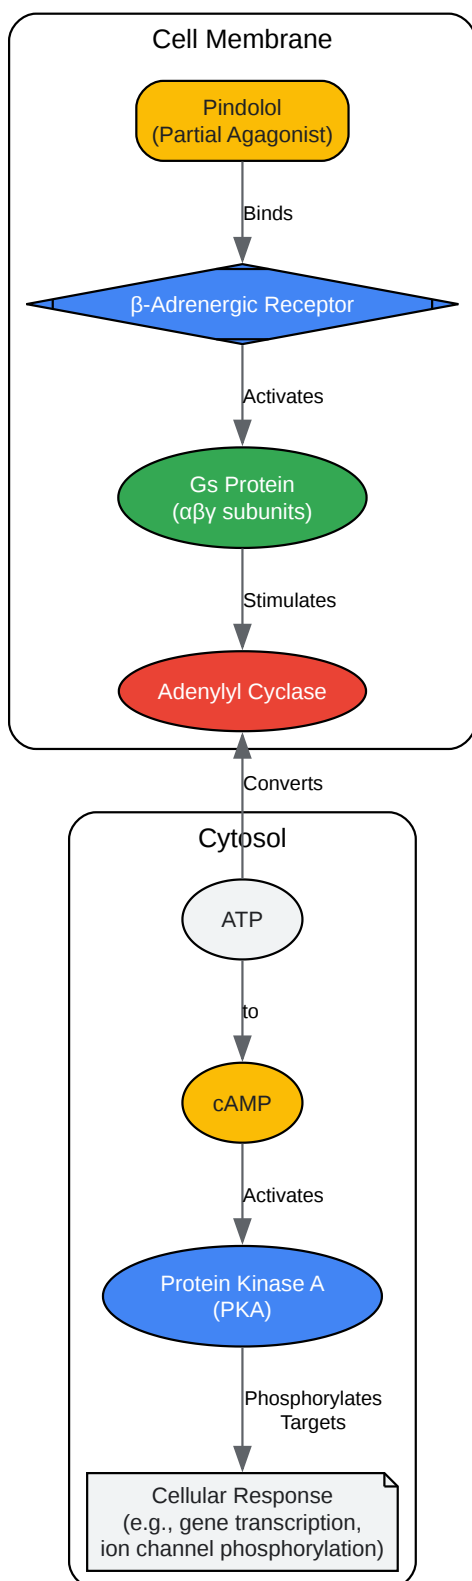 Cell Membrane
Pindolol
(Partial Agagonist)
Binds
β-Adrenergic Receptor
Activates
Gs Protein
(αβγ subunits)
Stimulates
Adenylyl Cyclase
Converts
Cytosol
ATP
to
cAMP
Activates
Protein Kinase A
(PKA)
Phosphorylates
Targets
Cellular Response
(e.g., gene transcription,
ion channel phosphorylation)